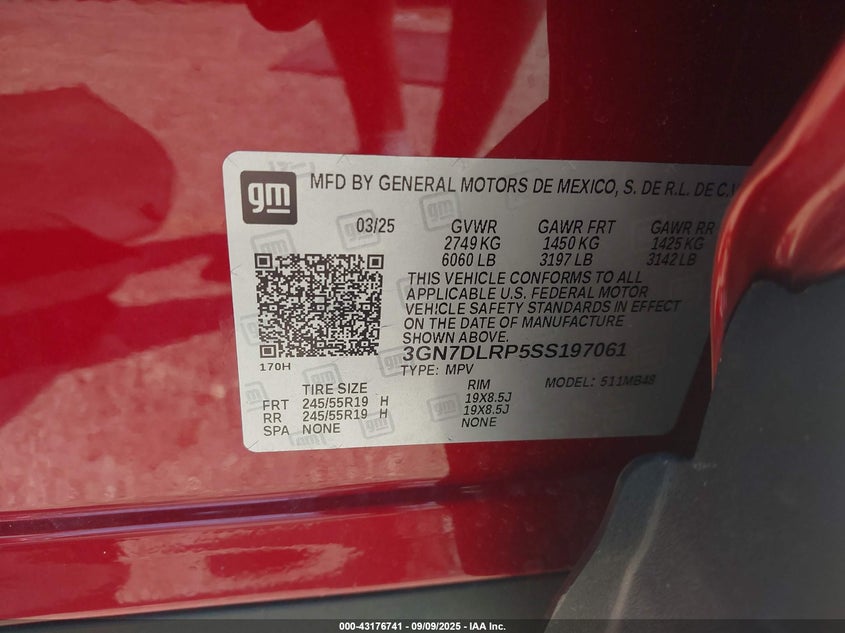 gm
MFD BY GENERAL MOTORS DE MEXICO, S. DE R.L. DE C.V
03/25 GVWR GAWR FRT GAWR RR
2749 KG 1450 KG 1425 KG
6060 LB 3197 LB 3142 LB
THIS VEHICLE CONFORMS TO ALL
APPLICABLE U.S. FEDERAL MOTOR
VEHICLE SAFETY STANDARDS IN EFFECT
ON THE DATE OF MANUFACTURE
SHOWN ABOVE.
170H
3GN7DLRP5SS197061
TYPE: MPV MODEL: 511MB48
TIRE SIZE RIM
FRT 245/55R19 H 19X8.5J
RR 245/55R19 H 19X8.5J
SPA NONE NONE
000-43176741 / 09/09/2025 - IAA Inc.